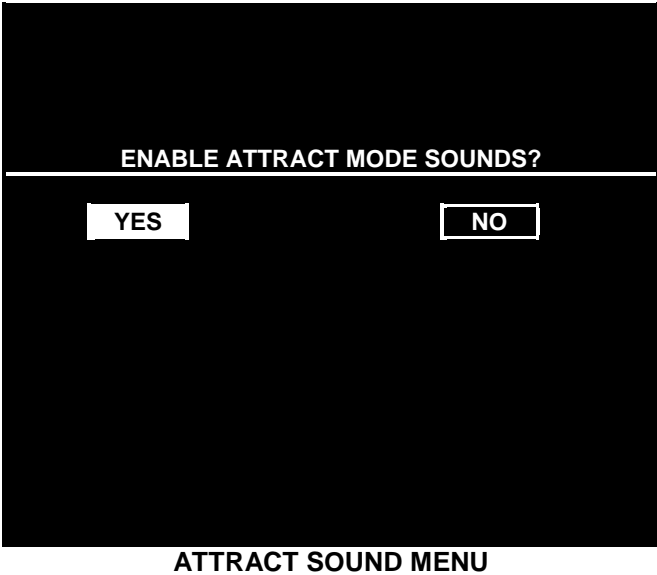 ENABLE ATTRACT MODE SOUNDS?
YES NO
ATTRACT SOUND MENU